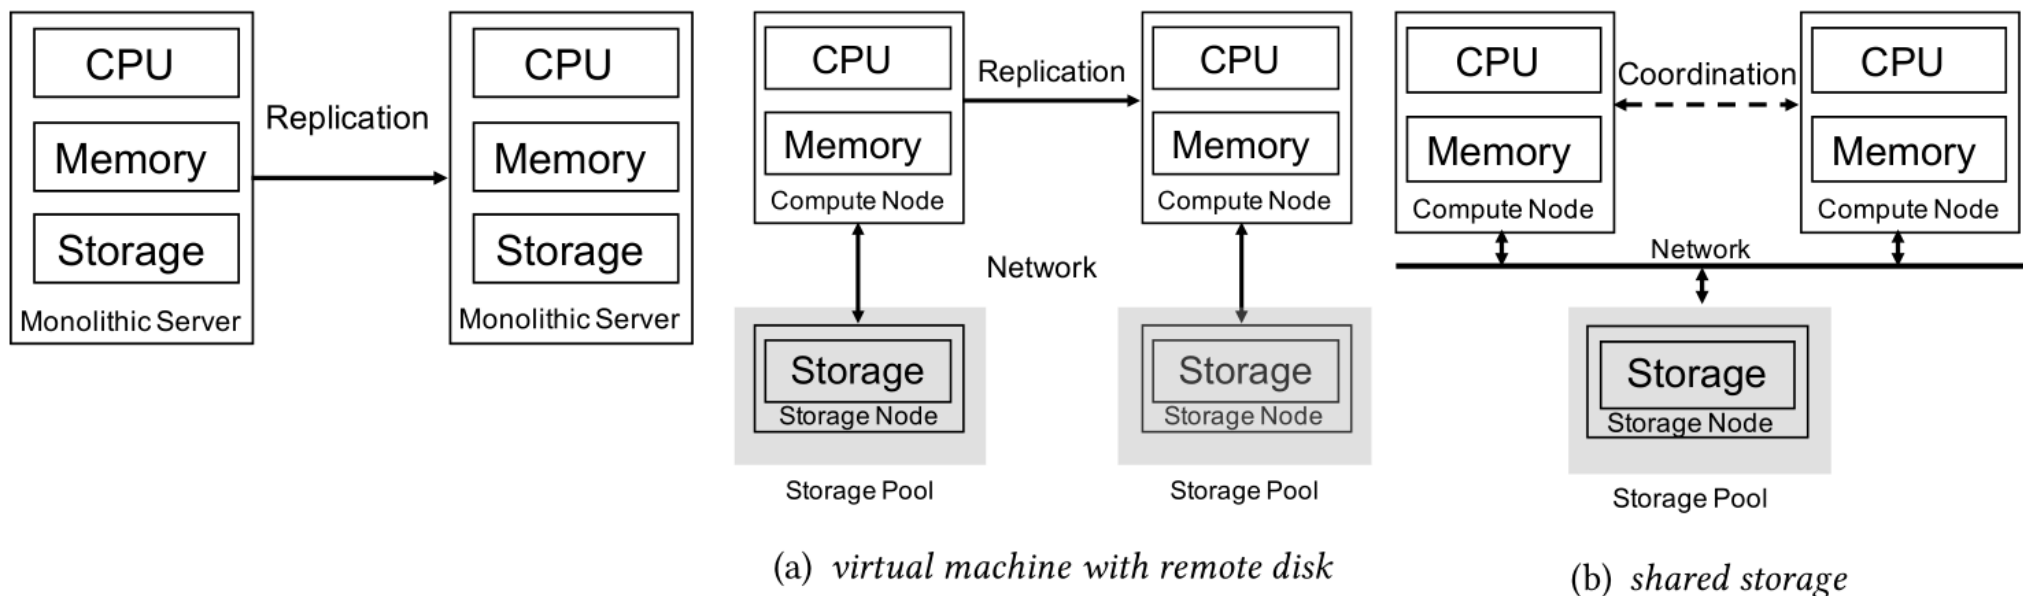 CPU
Memory
Storage
Monolithic Server
Replication
CPU
Memory
Storage
Monolithic Server
CPU
Memory
Compute Node
Replication
CPU
Memory
Compute Node
Network
Storage
Storage Node
Storage Pool
Storage
Storage Node
Storage Pool
(a) virtual machine with remote disk
CPU
Memory
Compute Node
Coordination
CPU
Memory
Compute Node
Network
Storage
Storage Node
Storage Pool
(b) shared storage